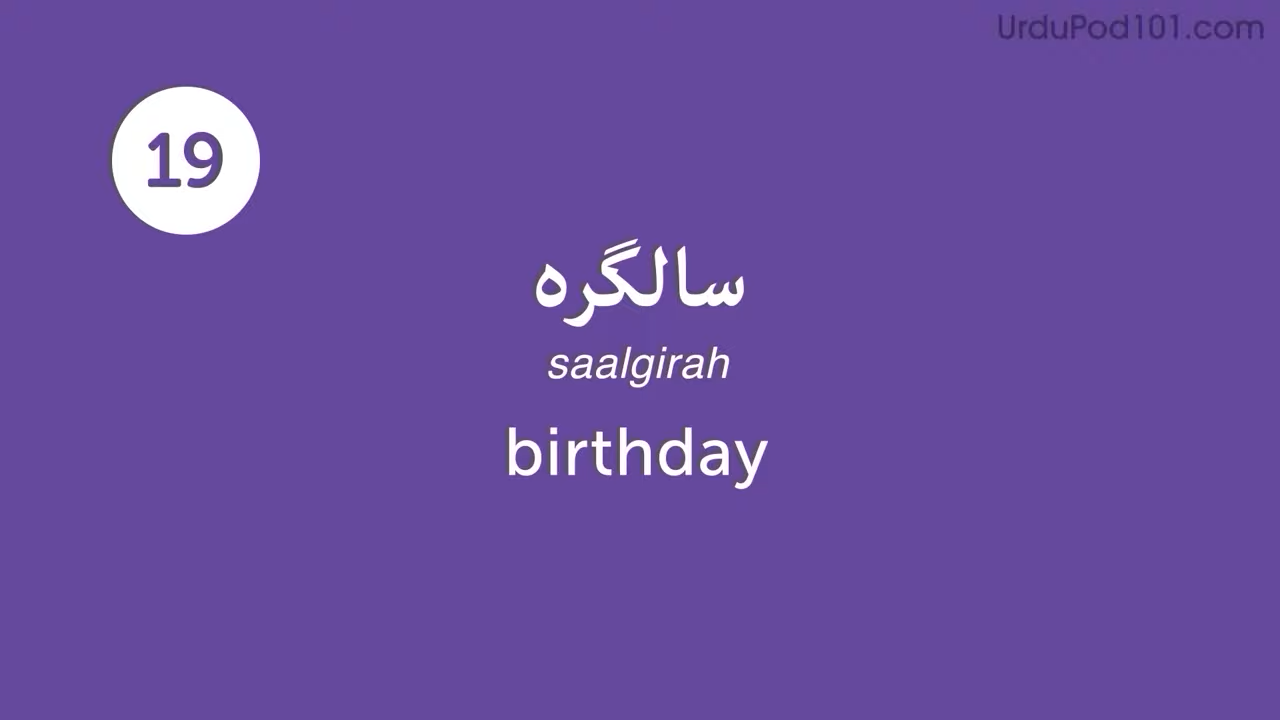 UrduPod101.com
19
سالگرہ
saalgirah
birthday